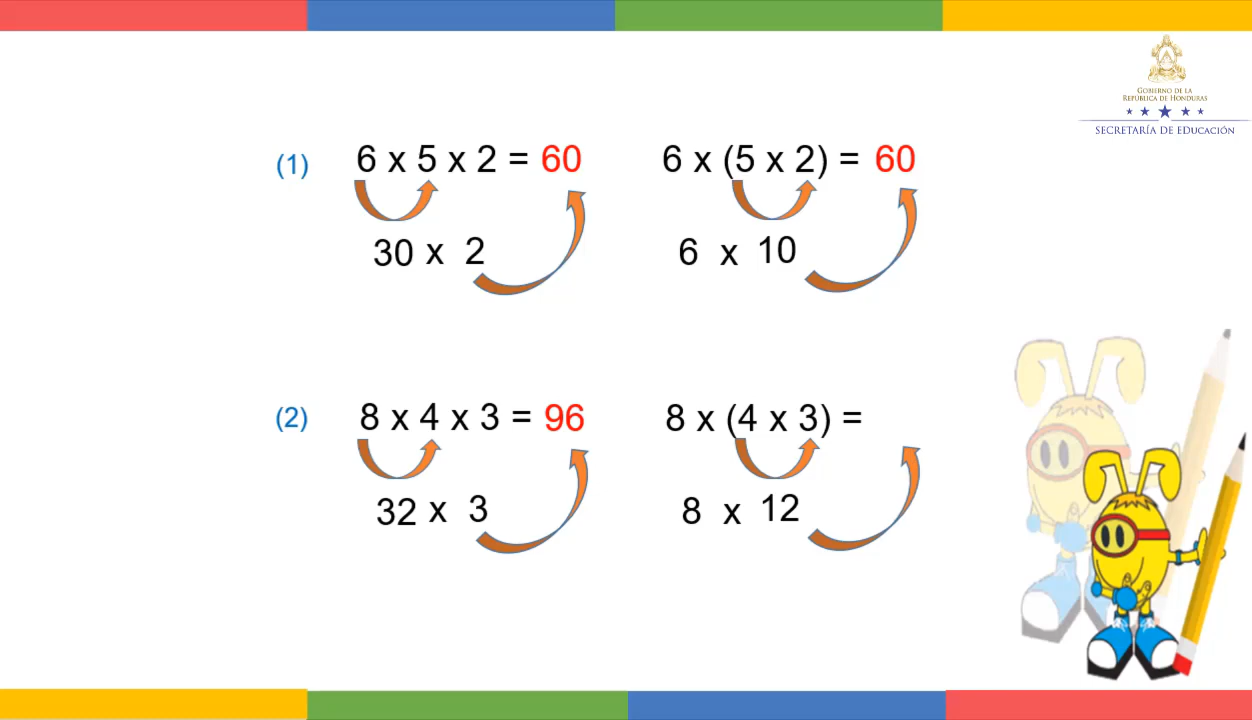 GOBIERNO DE LA
REPÚBLICA DE HONDURAS
SECRETARÍA DE EDUCACIÓN
(1) 6 x 5 x 2 = 60 6 x (5 x 2) = 60
30 x 2 6 x 10
(2) 8 x 4 x 3 = 96 8 x (4 x 3) =
32 x 3 8 x 12